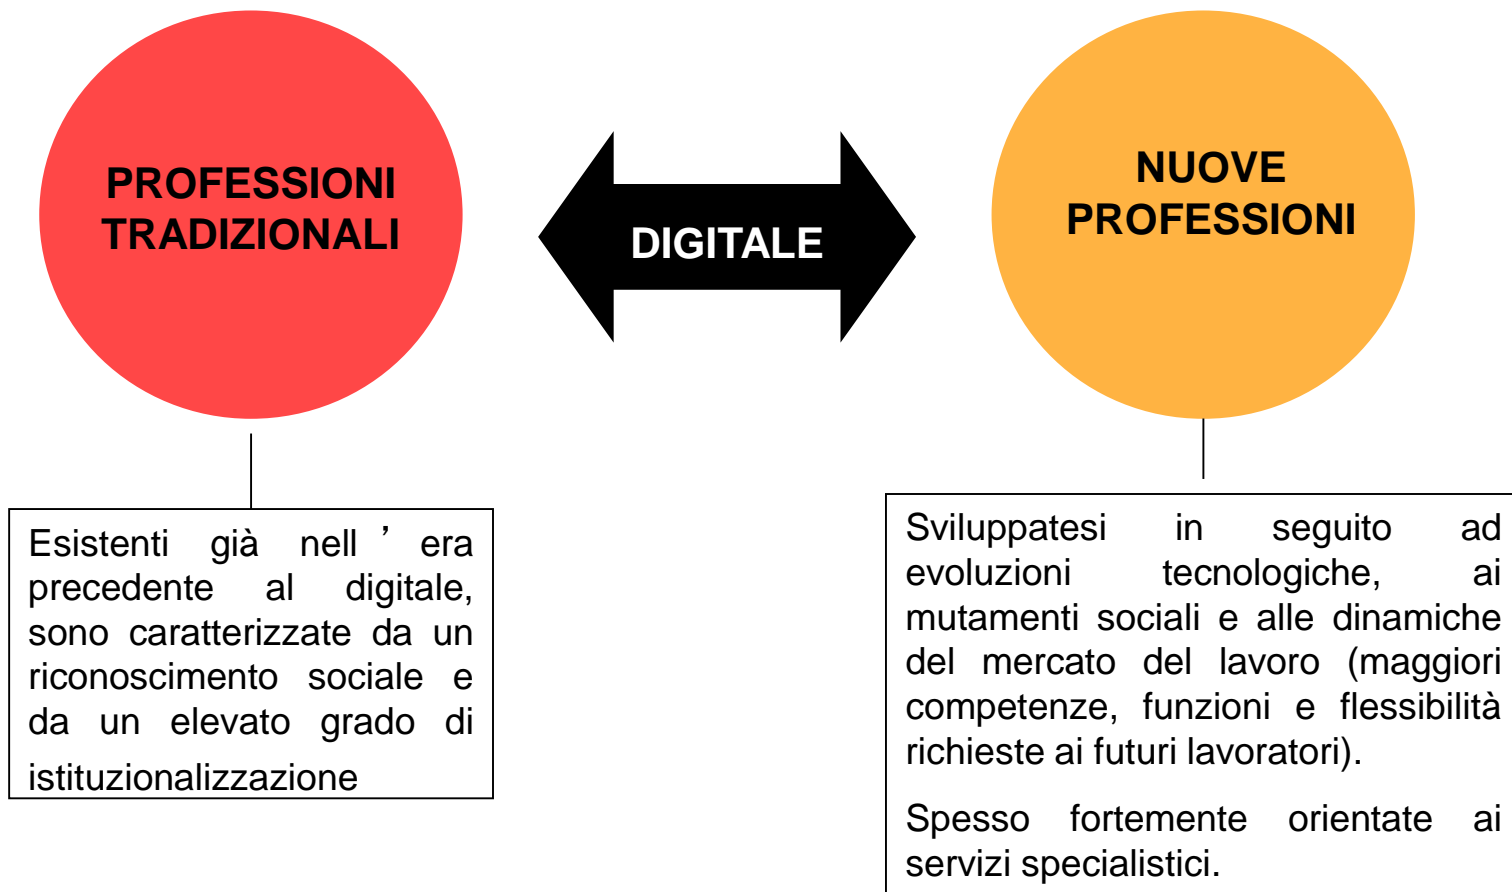 PROFESSIONI
TRADIZIONALI
DIGITALE
NUOVE
PROFESSIONI
Esistenti già nell’era
precedente al digitale,
sono caratterizzate da un
riconoscimento sociale e
da un elevato grado di
istituzionalizzazione
Sviluppatesi in seguito ad
evoluzioni tecnologiche, ai
mutamenti sociali e alle dinamiche
del mercato del lavoro (maggiori
competenze, funzioni e flessibilità
richieste ai futuri lavoratori).
Spesso fortemente orientate ai
servizi specialistici.